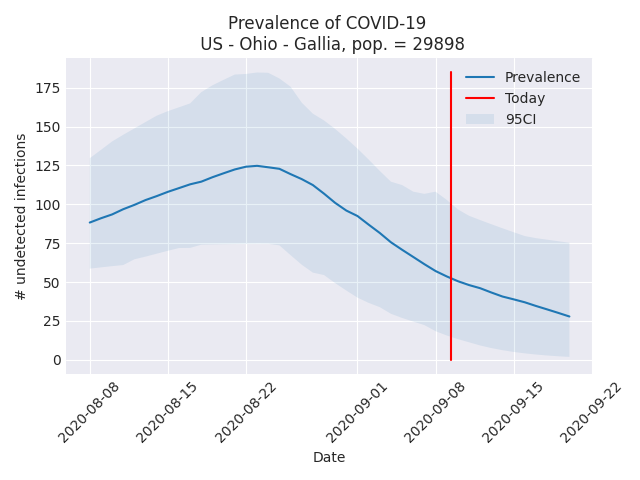 Prevalence of COVID-19
US - Ohio - Gallia, pop. = 29898
Prevalence
Today
95CI
# undetected infections
175
150
125
100
75
50
25
0
2020-08-08
2020-08-15
2020-08-22
2020-09-01
2020-09-08
2020-09-15
2020-09-22
Date